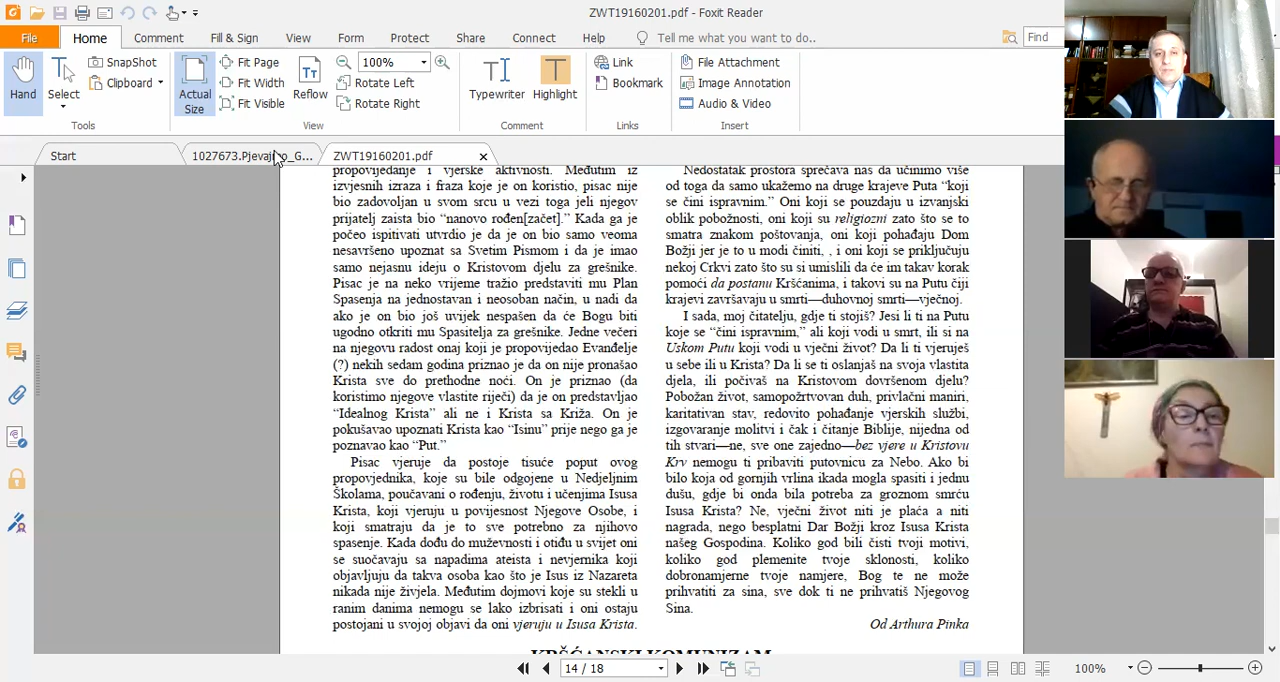 ZWT19160201.pdf - Foxit Reader
File Home Comment Fill & Sign View Form Protect Share Connect Help Tell me what you want to do.. Find
Hand
Select
SnapShot
Clipboard
Actual
Size
Fit Page
Fit Width
Fit Visible
Reflow
100%
Rotate Left
Rotate Right
Typewriter
Highlight
Link
Bookmark
File Attachment
Image Annotation
Audio & Video
Tools View Comment Links Insert
Start 1027673.Pjevaj ZWT19160201.pdf
propovijedanje i vjerske aktivnosti. Međutim iz
izvjesnih izraza i fraza koje je on koristio, pisac nije
bio zadovoljan u svom srcu u vezi toga jeli njegov
prijatelj zaista bio “nanovo rođen[začet].” Kada ga je
počeo ispitivati utvrdio je da je on bio samo veoma
nesavršeno upoznat sa Svetim Pismom i da je imao
samo nejasnu ideju o Kristovom djelu za grešnike.
Pisac je na neko vrijeme tražio predstaviti mu Plan
Spasenja na jednostavan i neosoban način, u nadi da
ako je on bio još uvijek nespašen da će Bogu biti
ugodno otkriti mu Spasitelja za grešnike. Jedne večeri
na njegovu radost onaj koji je propovijedao Evanđelje
(?) nekih sedam godina priznao je da on nije pronašao
Krista sve do prethodne noći. On je priznao (da
koristimo njegove vlastite riječi) da je on predstavljao
“Idealnog Krista” ali ne i Krista sa Križa. On je
pokušavao upoznati Krista kao “Isinu” prije nego ga je
poznavao kao “Put.”
Pisac vjeruje da postoje tisuće poput ovog
propovjednika, koje su bile odgojene u Nedjeljnim
Školama, poučavani o rođenju, životu i učenjima Isusa
Krista, koji vjeruju u povijesnost Njegove Osobe, i
koji smatraju da je to sve potrebno za njihovo
spasenje. Kada dođu do muževnosti i otiđu u svijet oni
se suočavaju sa napadima ateista i nevjernika koji
objavljuju da takva osoba kao što je Isus iz Nazareta
nikada nije živjela. Međutim dojmovi koje su stekli u
ranim danima nemogu se lako izbrisati i oni ostaju
postojani u svojoj objavi da oni vjeruju u Isusa Krista.
Nedostatak prostora sprečava nas da učinimo više
od toga da samo ukažemo na druge krajeve Puta “koji
se čini ispravnim.” Oni koji se pouzdaju u izvanjski
oblik pobožnosti, oni koji su religiozni zato što se to
smatra znakom poštovanja, oni koji pohađaju Dom
Božji jer je to u modi činiti, , i oni koji se priključuju
nekoj Crkvi zato što su si umislili da će im takav korak
pomoći da postanu Kršćanima, i takovi su na Putu čiji
krajevi završavaju u smrti—duhovnoj smrti—vječnoj.
I sada, moj čitatelju, gdje ti stojiš? Jesi li ti na Putu
koje se “čini ispravnim,” ali koji vodi u smrt, ili si na
Uskom Putu koji vodi u vječni život? Da li ti vjeruješ
u sebe ili u Krista? Da li se ti oslanjaš na svoja vlastita
djela, ili počivaš na Kristovom dovršenom djelu?
Pobožan život, samopožrtvovan duh, privlačni maniri,
karitativan stav, redovito pohađanje vjerskih službi,
izgovaranje molitvi i čak i čitanje Biblije, nijedna od
tih stvari—ne, sve one zajedno—bez vjere u Kristovu
Krv nemogu ti pribaviti putovnicu za Nebo. Ako bi
bilo koja od gornjih vrlina ikada mogla spasiti i jednu
dušu, gdje bi onda bila potreba za groznom smrću
Isusa Krista? Ne, vječni život niti je plaća a niti
nagrada, nego besplatni Dar Božji kroz Isusa Krista
našeg Gospodina. Koliko god bili čisti tvoji motivi,
koliko god plemenite tvoje sklonosti, koliko
dobronamjerne tvoje namjere, Bog te ne može
prihvatiti za sina, sve dok ti ne prihvatiš Njegovog
Sina.
Od Arthura Pinka
KRŠĆANSKI KOMUNIZAM
14 / 18 100%